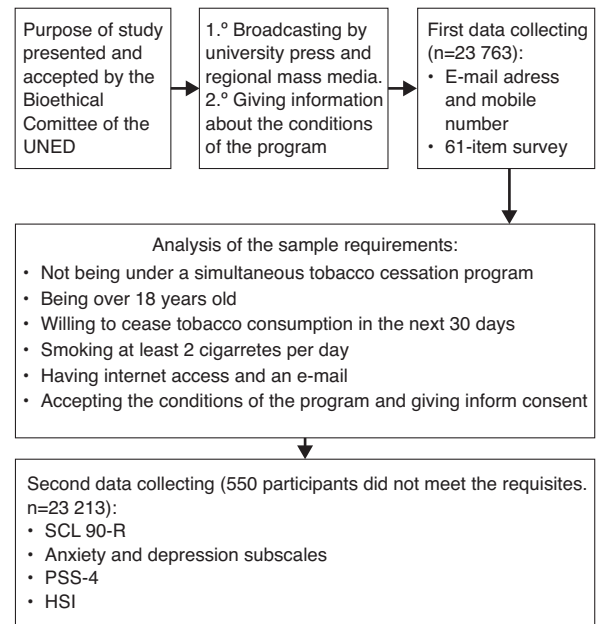 Purpose of study
presented and
accepted by the
Bioethical
Comittee of the
UNED
1.º Broadcasting by
university press and
regional mass media.
2.º Giving information
about the conditions
of the program
First data collecting
(n=23 763):
• E-mail adress
and mobile
number
• 61-item survey
Analysis of the sample requirements:
• Not being under a simultaneous tobacco cessation program
• Being over 18 years old
• Willing to cease tobacco consumption in the next 30 days
• Smoking at least 2 cigarretes per day
• Having internet access and an e-mail
• Accepting the conditions of the program and giving inform consent
Second data collecting (550 participants did not meet the requisites.
n=23 213):
• SCL 90-R
• Anxiety and depression subscales
• PSS-4
• HSI